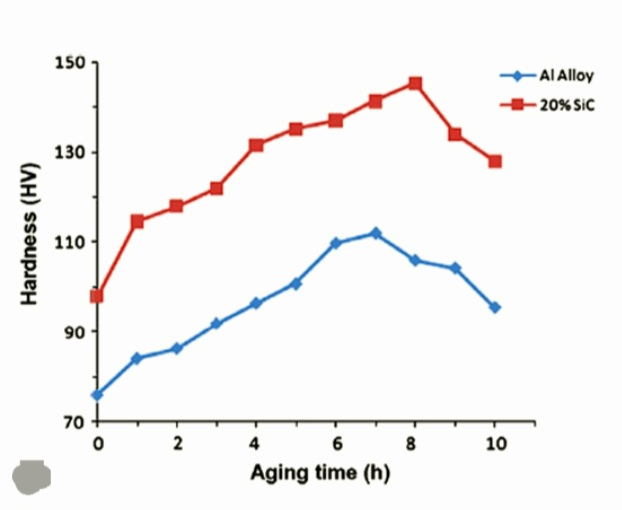 150
130
110
90
70
Hardness (HV)
0 2 4 6 8 10
Aging time (h)
Al Alloy
20% SiC